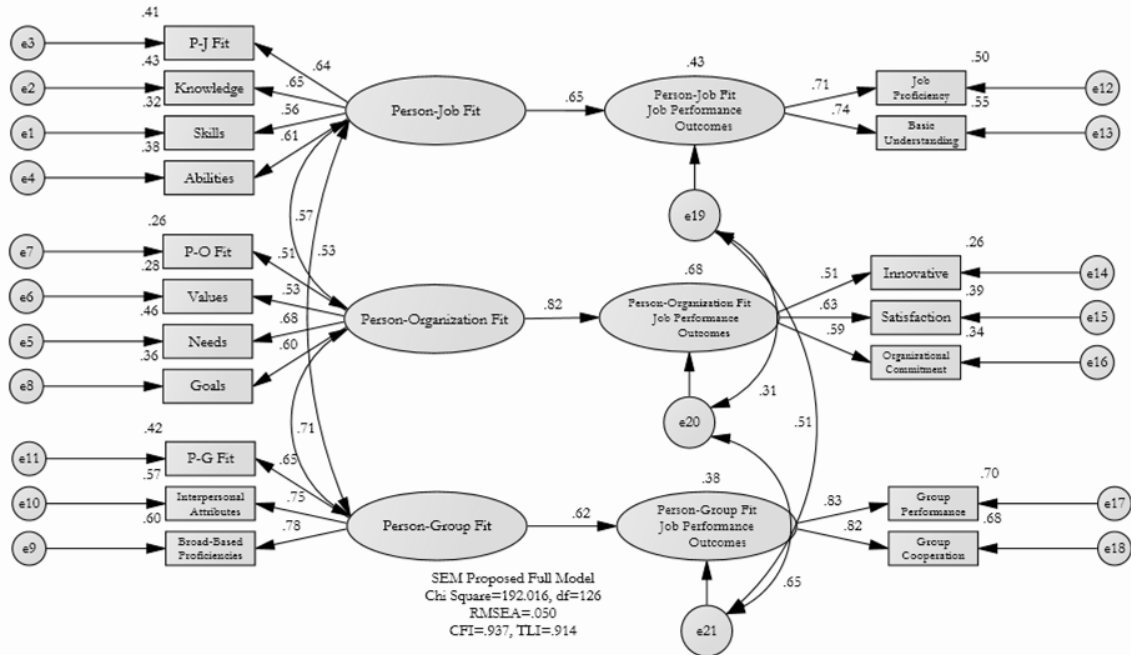 .41
e3
P-J Fit
.64
.43
e2
Knowledge
.65
.32
e1
Skills
.56
.38
e4
Abilities
.61
Person-Job Fit
.65
.43
Person-Job Fit
Job Performance
Outcomes
.71
.50
Job
Proficiency
e12
.74
.55
Basic
Understanding
e13
e19
.57
.53
.26
e7
P-O Fit
.51
.28
e6
Values
.53
.46
e5
Needs
.68
.36
e8
Goals
.60
Person-Organization Fit
.82
.68
Person-Organization Fit
Job Performance
Outcomes
.51
.26
Innovative
e14
.63
.39
Satisfaction
e15
.59
.34
Organizational
Commitment
e16
.31
e20
.51
.71
.42
e11
P-G Fit
.65
.57
e10
Interpersonal
Attributes
.75
.60
e9
Broad-Based
Proficiencies
.78
Person-Group Fit
.62
.38
Person-Group Fit
Job Performance
Outcomes
.83
.70
Group
Performance
e17
.82
.68
Group
Cooperation
e18
.65
e21
SEM Proposed Full Model
Chi Square=192.016, df=126
RMSEA=.050
CFI=.937, TLI=.914